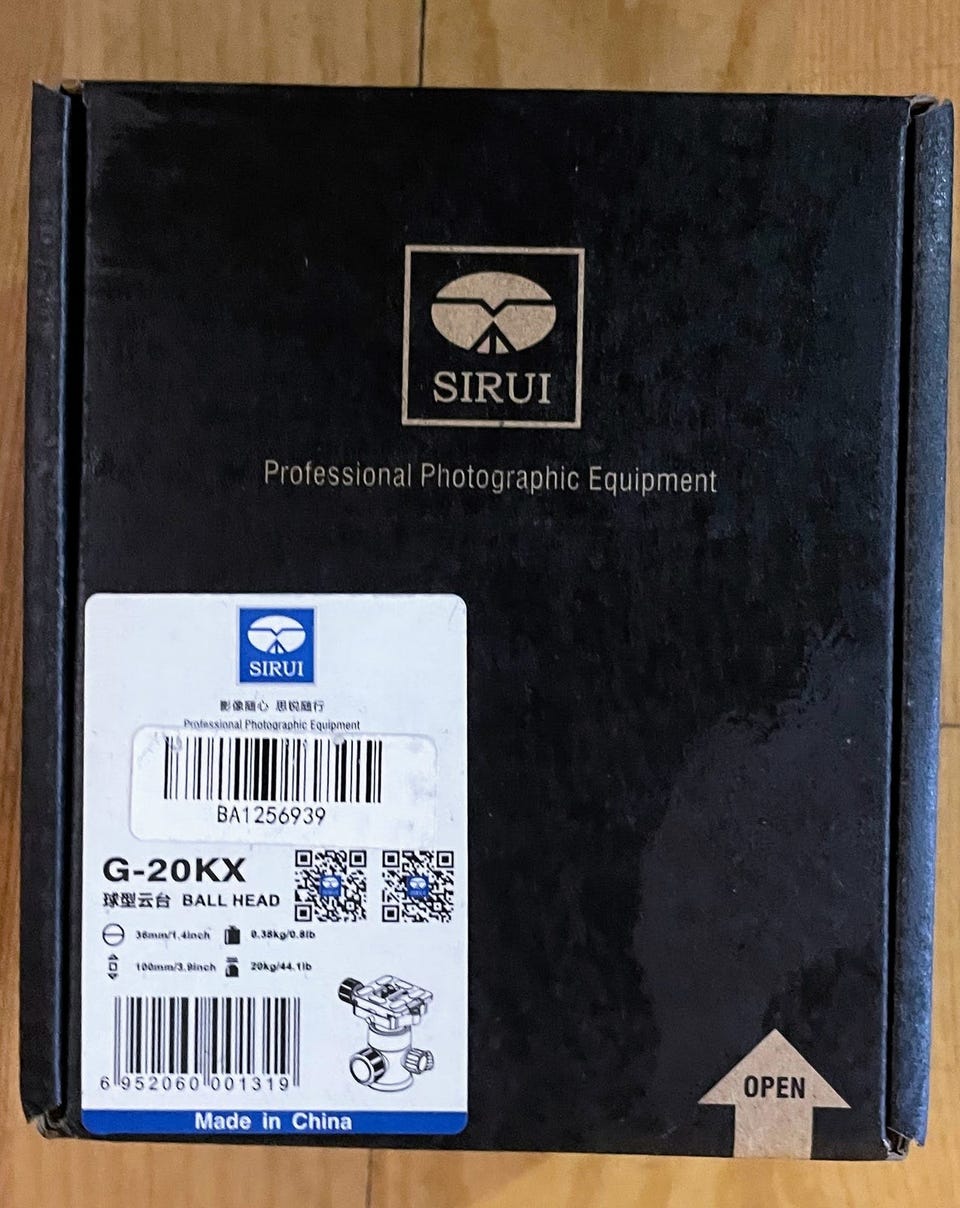 SIRUI
Professional Photographic Equipment
SIRUI
影像随心 思锐随行
Professional Photographic Equipment
BA1256939
G-20KX
球型云台 BALL HEAD
36mm/1.4inch 0.38kg/0.8lb
100mm/3.9inch 20kg/44.1lb
6 952060 001319
Made in China
OPEN